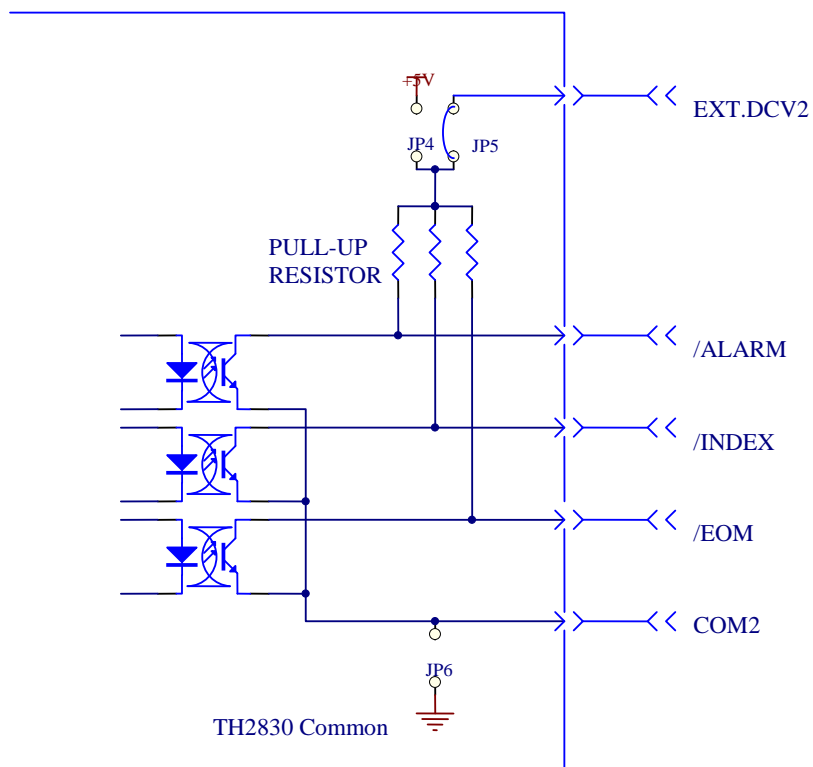 +5V
EXT.DCV2
JP4
JP5
PULL-UP
RESISTOR
/ALARM
/INDEX
/EOM
COM2
JP6
TH2830 Common